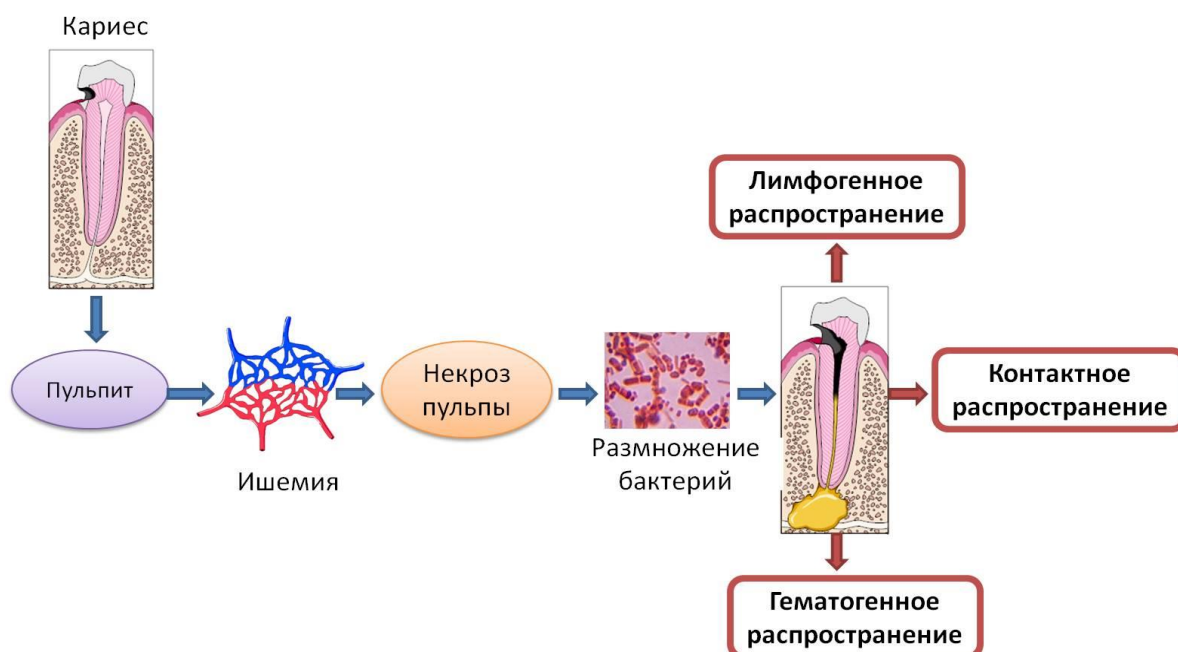 Кариес
Пульпит
Ишемия
Некроз
пульпы
Размножение
бактерий
Лимфогенное
распространение
Контактное
распространение
Гематогенное
распространение